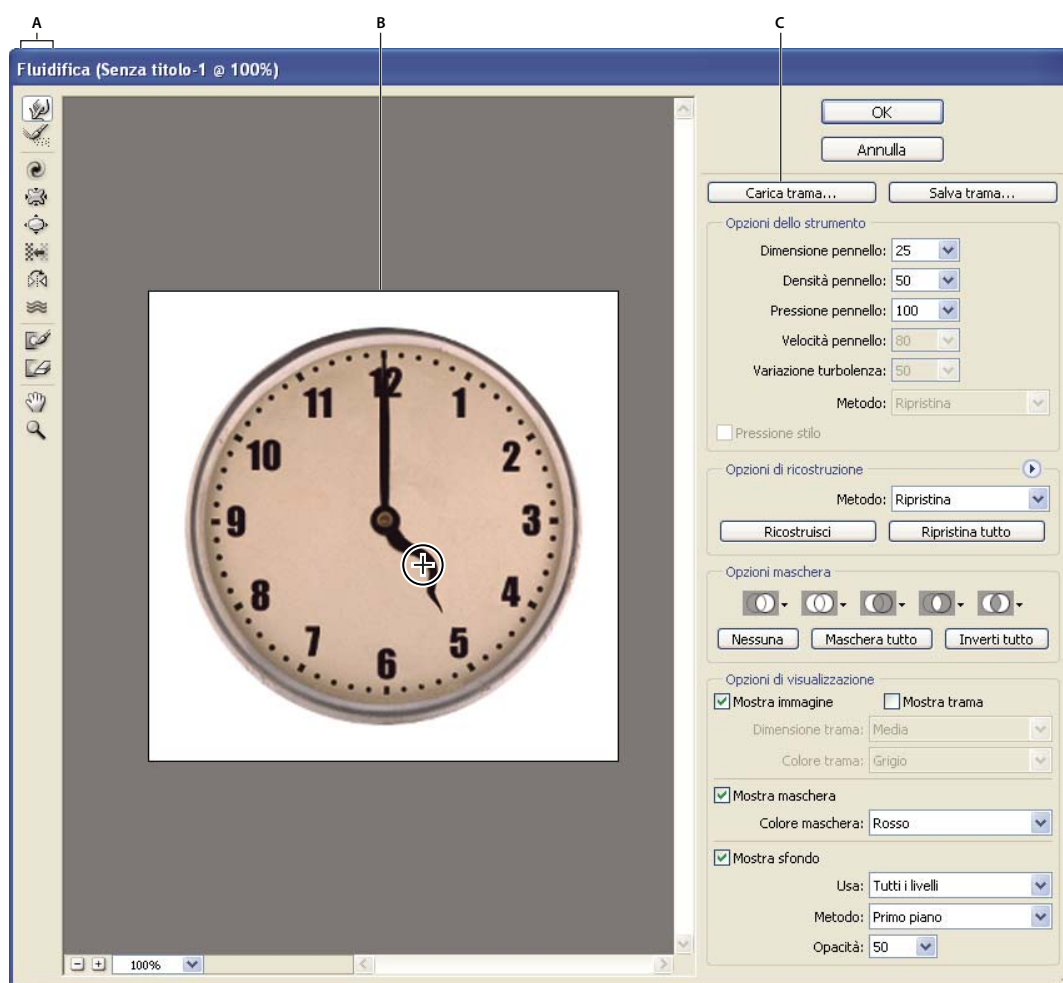 A
B
C
Fluidifica (Senza titolo-1 @ 100%)
OK
Annulla
Carica trama...
Salva trama...
Opzioni dello strumento
Dimensione pennello: 25
Densità pennello: 50
Pressione pennello: 100
Velocità pennello: 80
Variazione turbolenza: 50
Metodo: Ripristina
Pressione stilo
Opzioni di ricostruzione
Metodo: Ripristina
Ricostruisci
Ripristina tutto
Opzioni maschera
Nessuna
Maschera tutto
Inverti tutto
Opzioni di visualizzazione
Mostra immagine
Mostra trama
Dimensione trama: Media
Colore trama: Grigio
Mostra maschera
Colore maschera: Rosso
Mostra sfondo
Usa: Tutti i livelli
Metodo: Primo piano
Opacità: 50
12
1
2
3
4
5
6
7
8
9
10
11
100%